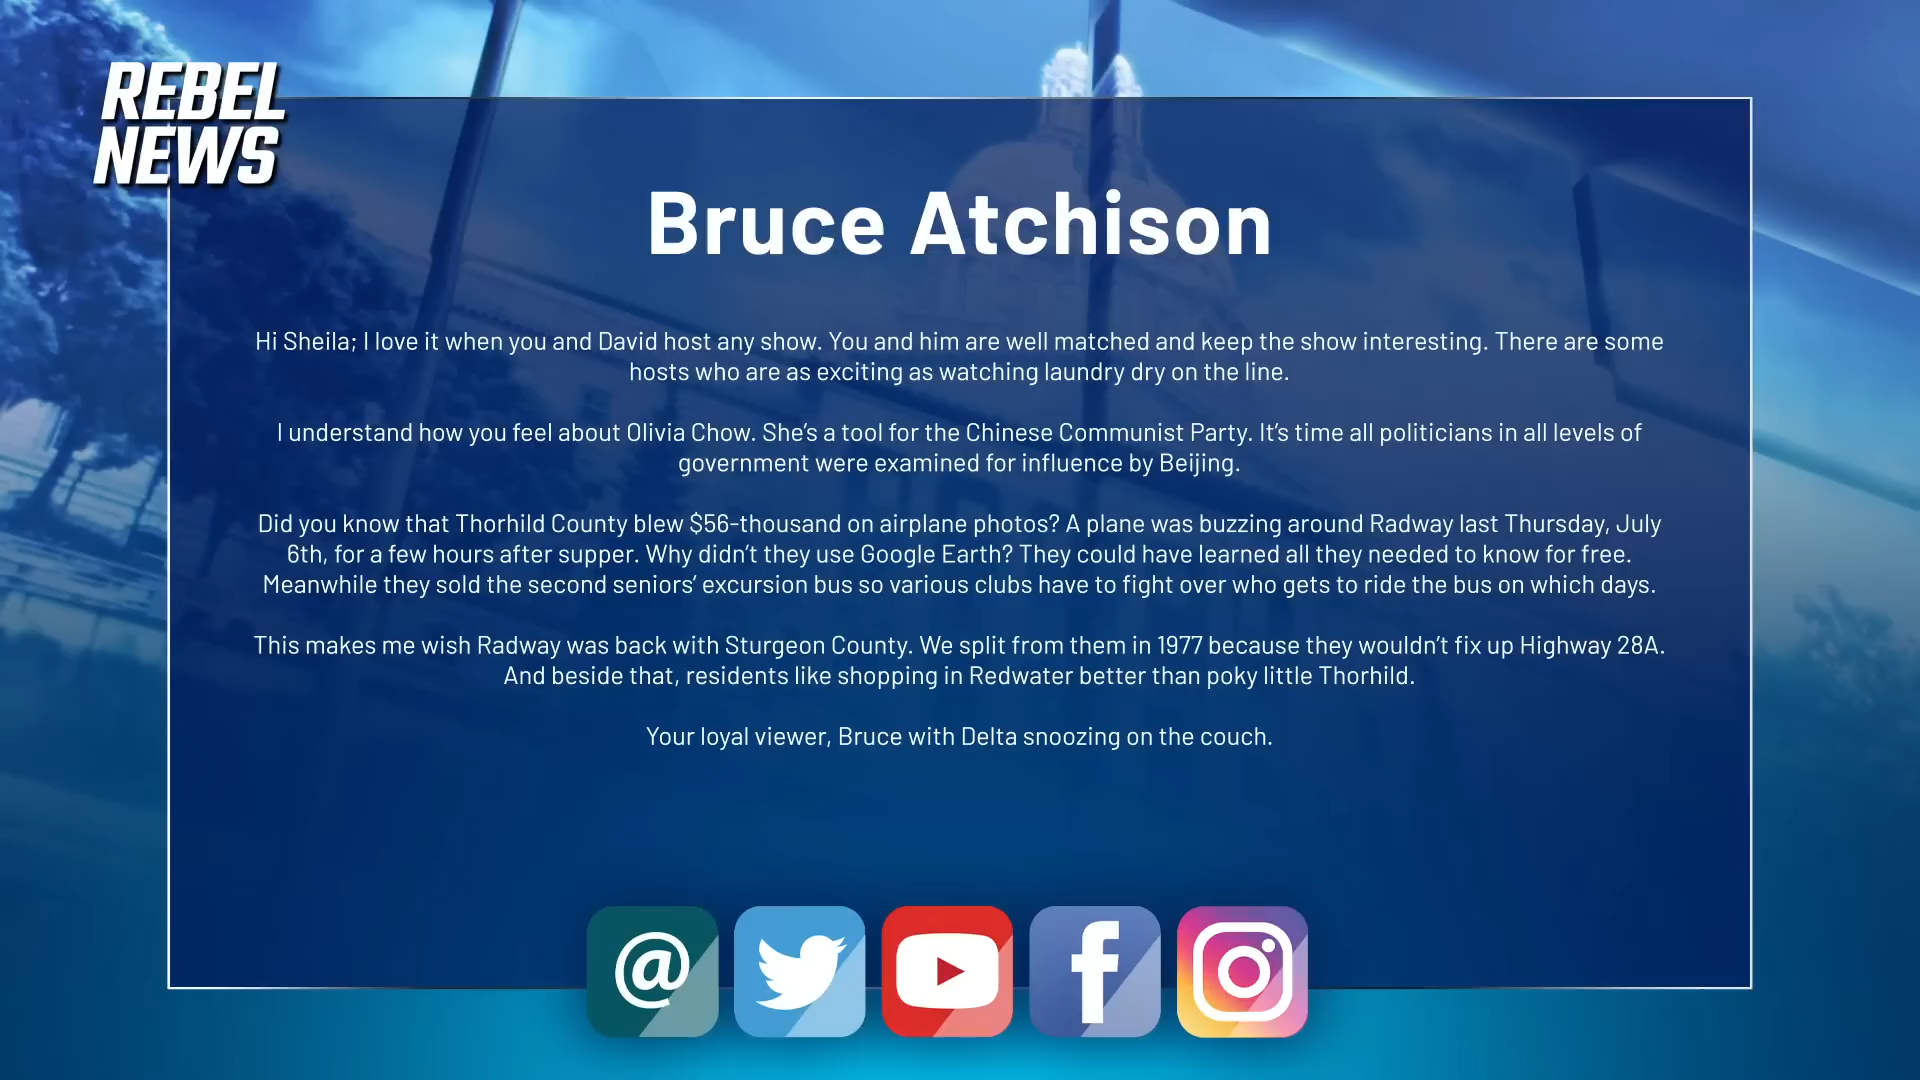 REBEL
NEWS
Bruce Atchison
Hi Sheila; I love it when you and David host any show. You and him are well matched and keep the show interesting. There are some
hosts who are as exciting as watching laundry dry on the line.
I understand how you feel about Olivia Chow. She's a tool for the Chinese Communist Party. It's time all politicians in all levels of
government were examined for influence by Beijing.
Did you know that Thorhild County blew $56-thousand on airplane photos? A plane was buzzing around Radway last Thursday, July
6th, for a few hours after supper. Why didn't they use Google Earth? They could have learned all they needed to know for free.
Meanwhile they sold the second seniors' excursion bus so various clubs have to fight over who gets to ride the bus on which days.
This makes me wish Radway was back with Sturgeon County. We split from them in 1977 because they wouldn't fix up Highway 28A.
And beside that, residents like shopping in Redwater better than poky little Thorhild.
Your loyal viewer, Bruce with Delta snoozing on the couch.